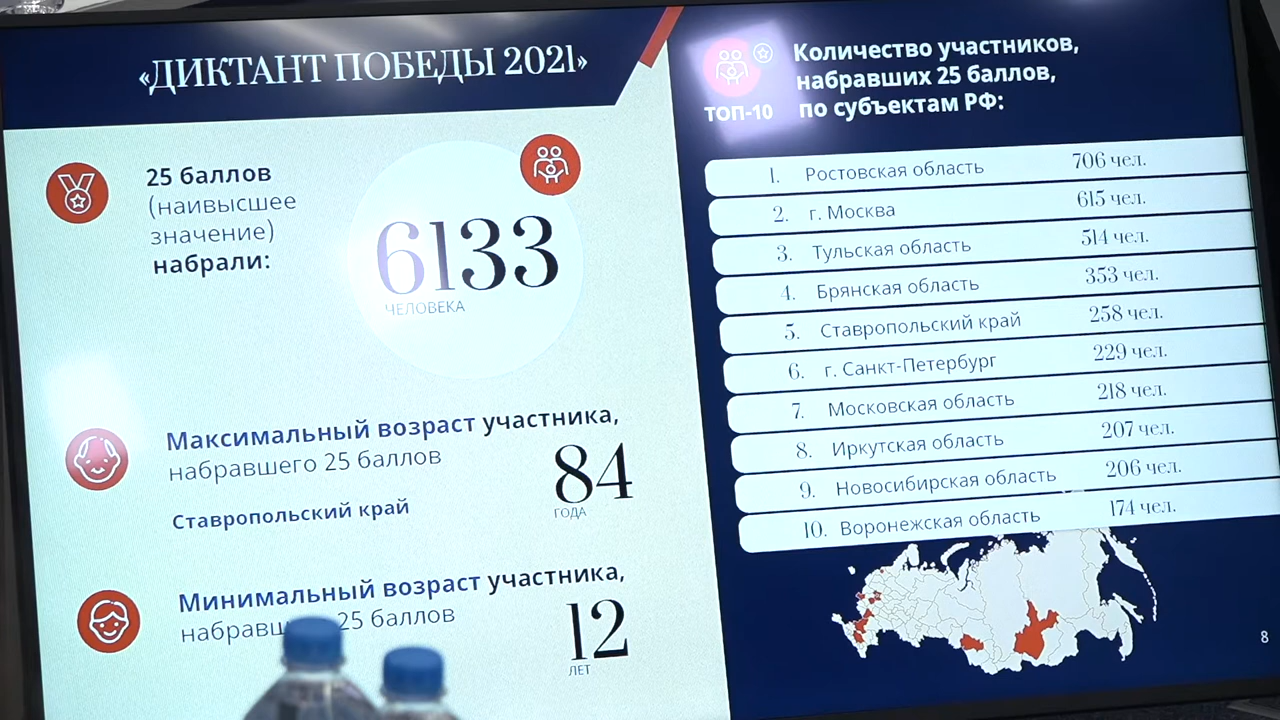 «ДИКТАНТ ПОБЕДЫ 2021»
25 баллов
(наивысшее
значение)
набрали:
6133
ЧЕЛОВЕКА
Максимальный возраст участника,
набравшего 25 баллов
Ставропольский край
84
ГОДА
Минимальный возраст участника,
25 баллов
12
ЛЕТ
ТОП-10
Количество участников,
набравших 25 баллов,
по субъектам РФ:
1. Ростовская область 706 чел.
2. г. Москва 615 чел.
3. Тульская область 514 чел.
4. Брянская область 353 чел.
5. Ставропольский край 258 чел.
6. г. Санкт-Петербург 229 чел.
7. Московская область 218 чел.
8. Иркутская область 207 чел.
9. Новосибирская область 206 чел.
10. Воронежская область 174 чел.
8